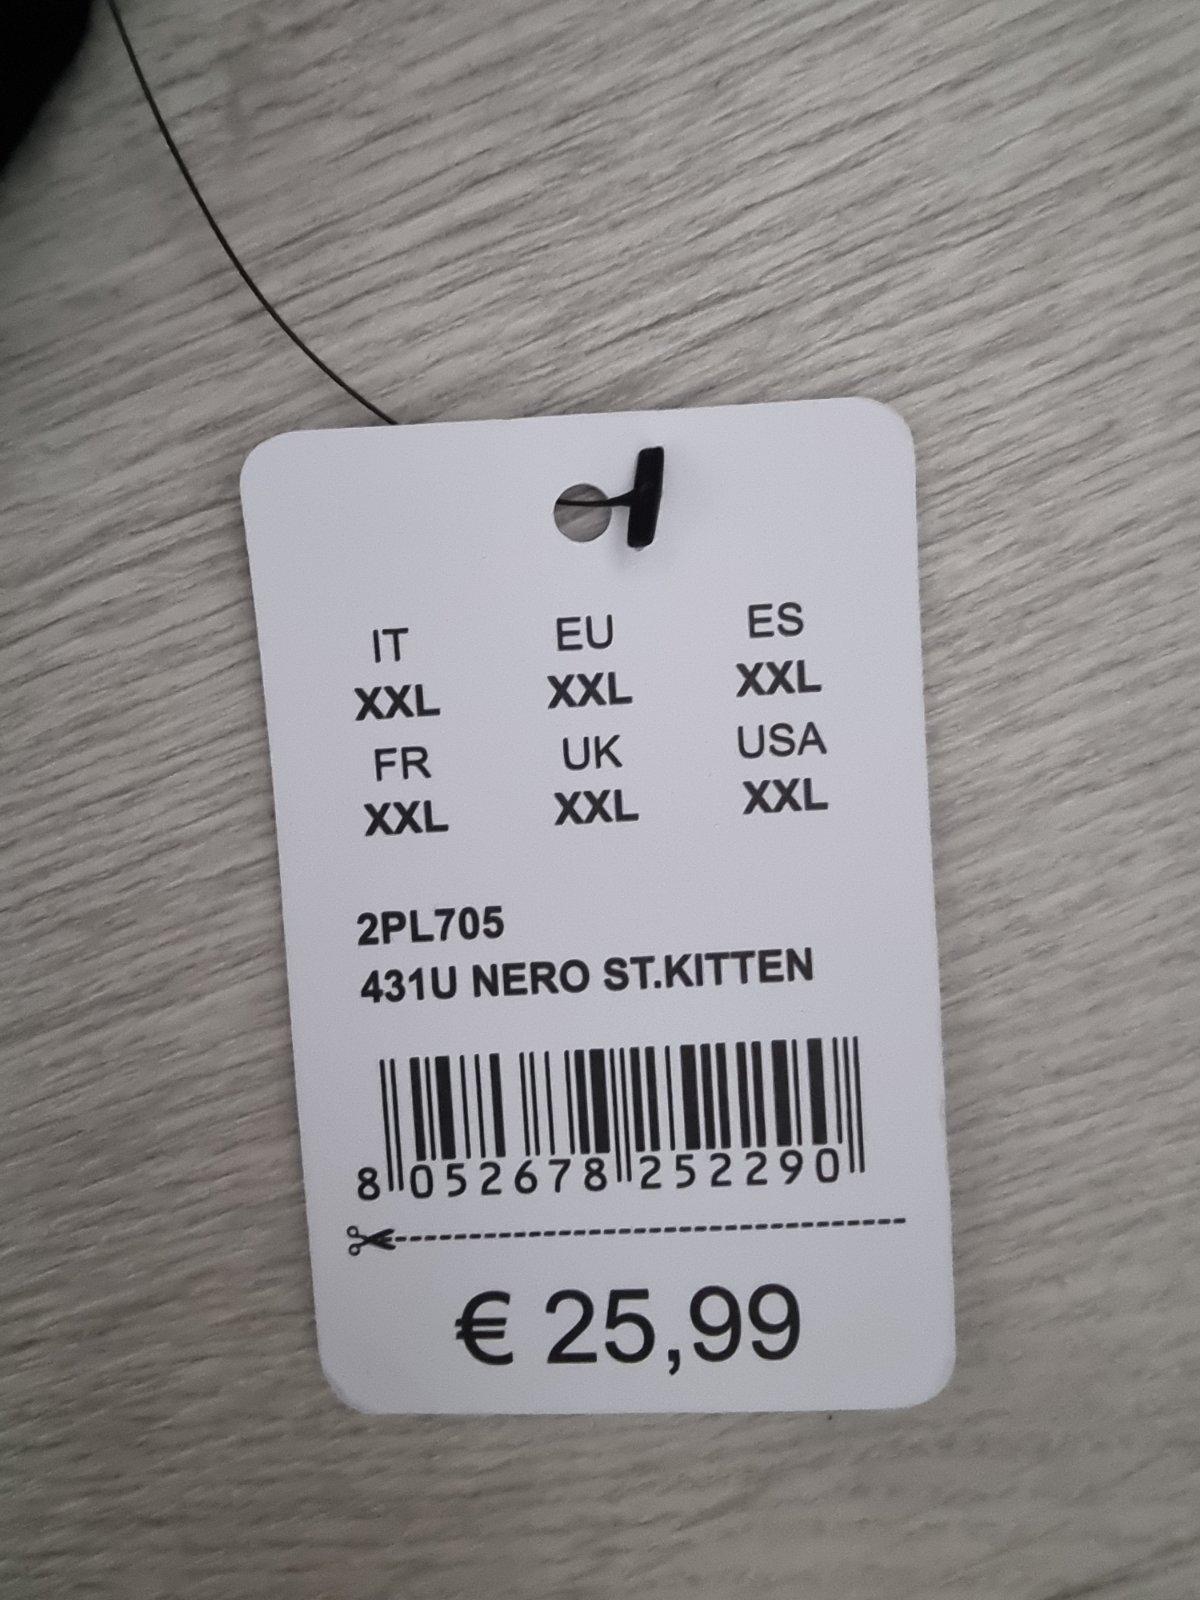 IT EU ES
XXL XXL XXL
FR UK USA
XXL XXL XXL
2PL705
431U NERO ST.KITTEN
8 052678 252290
€ 25,99